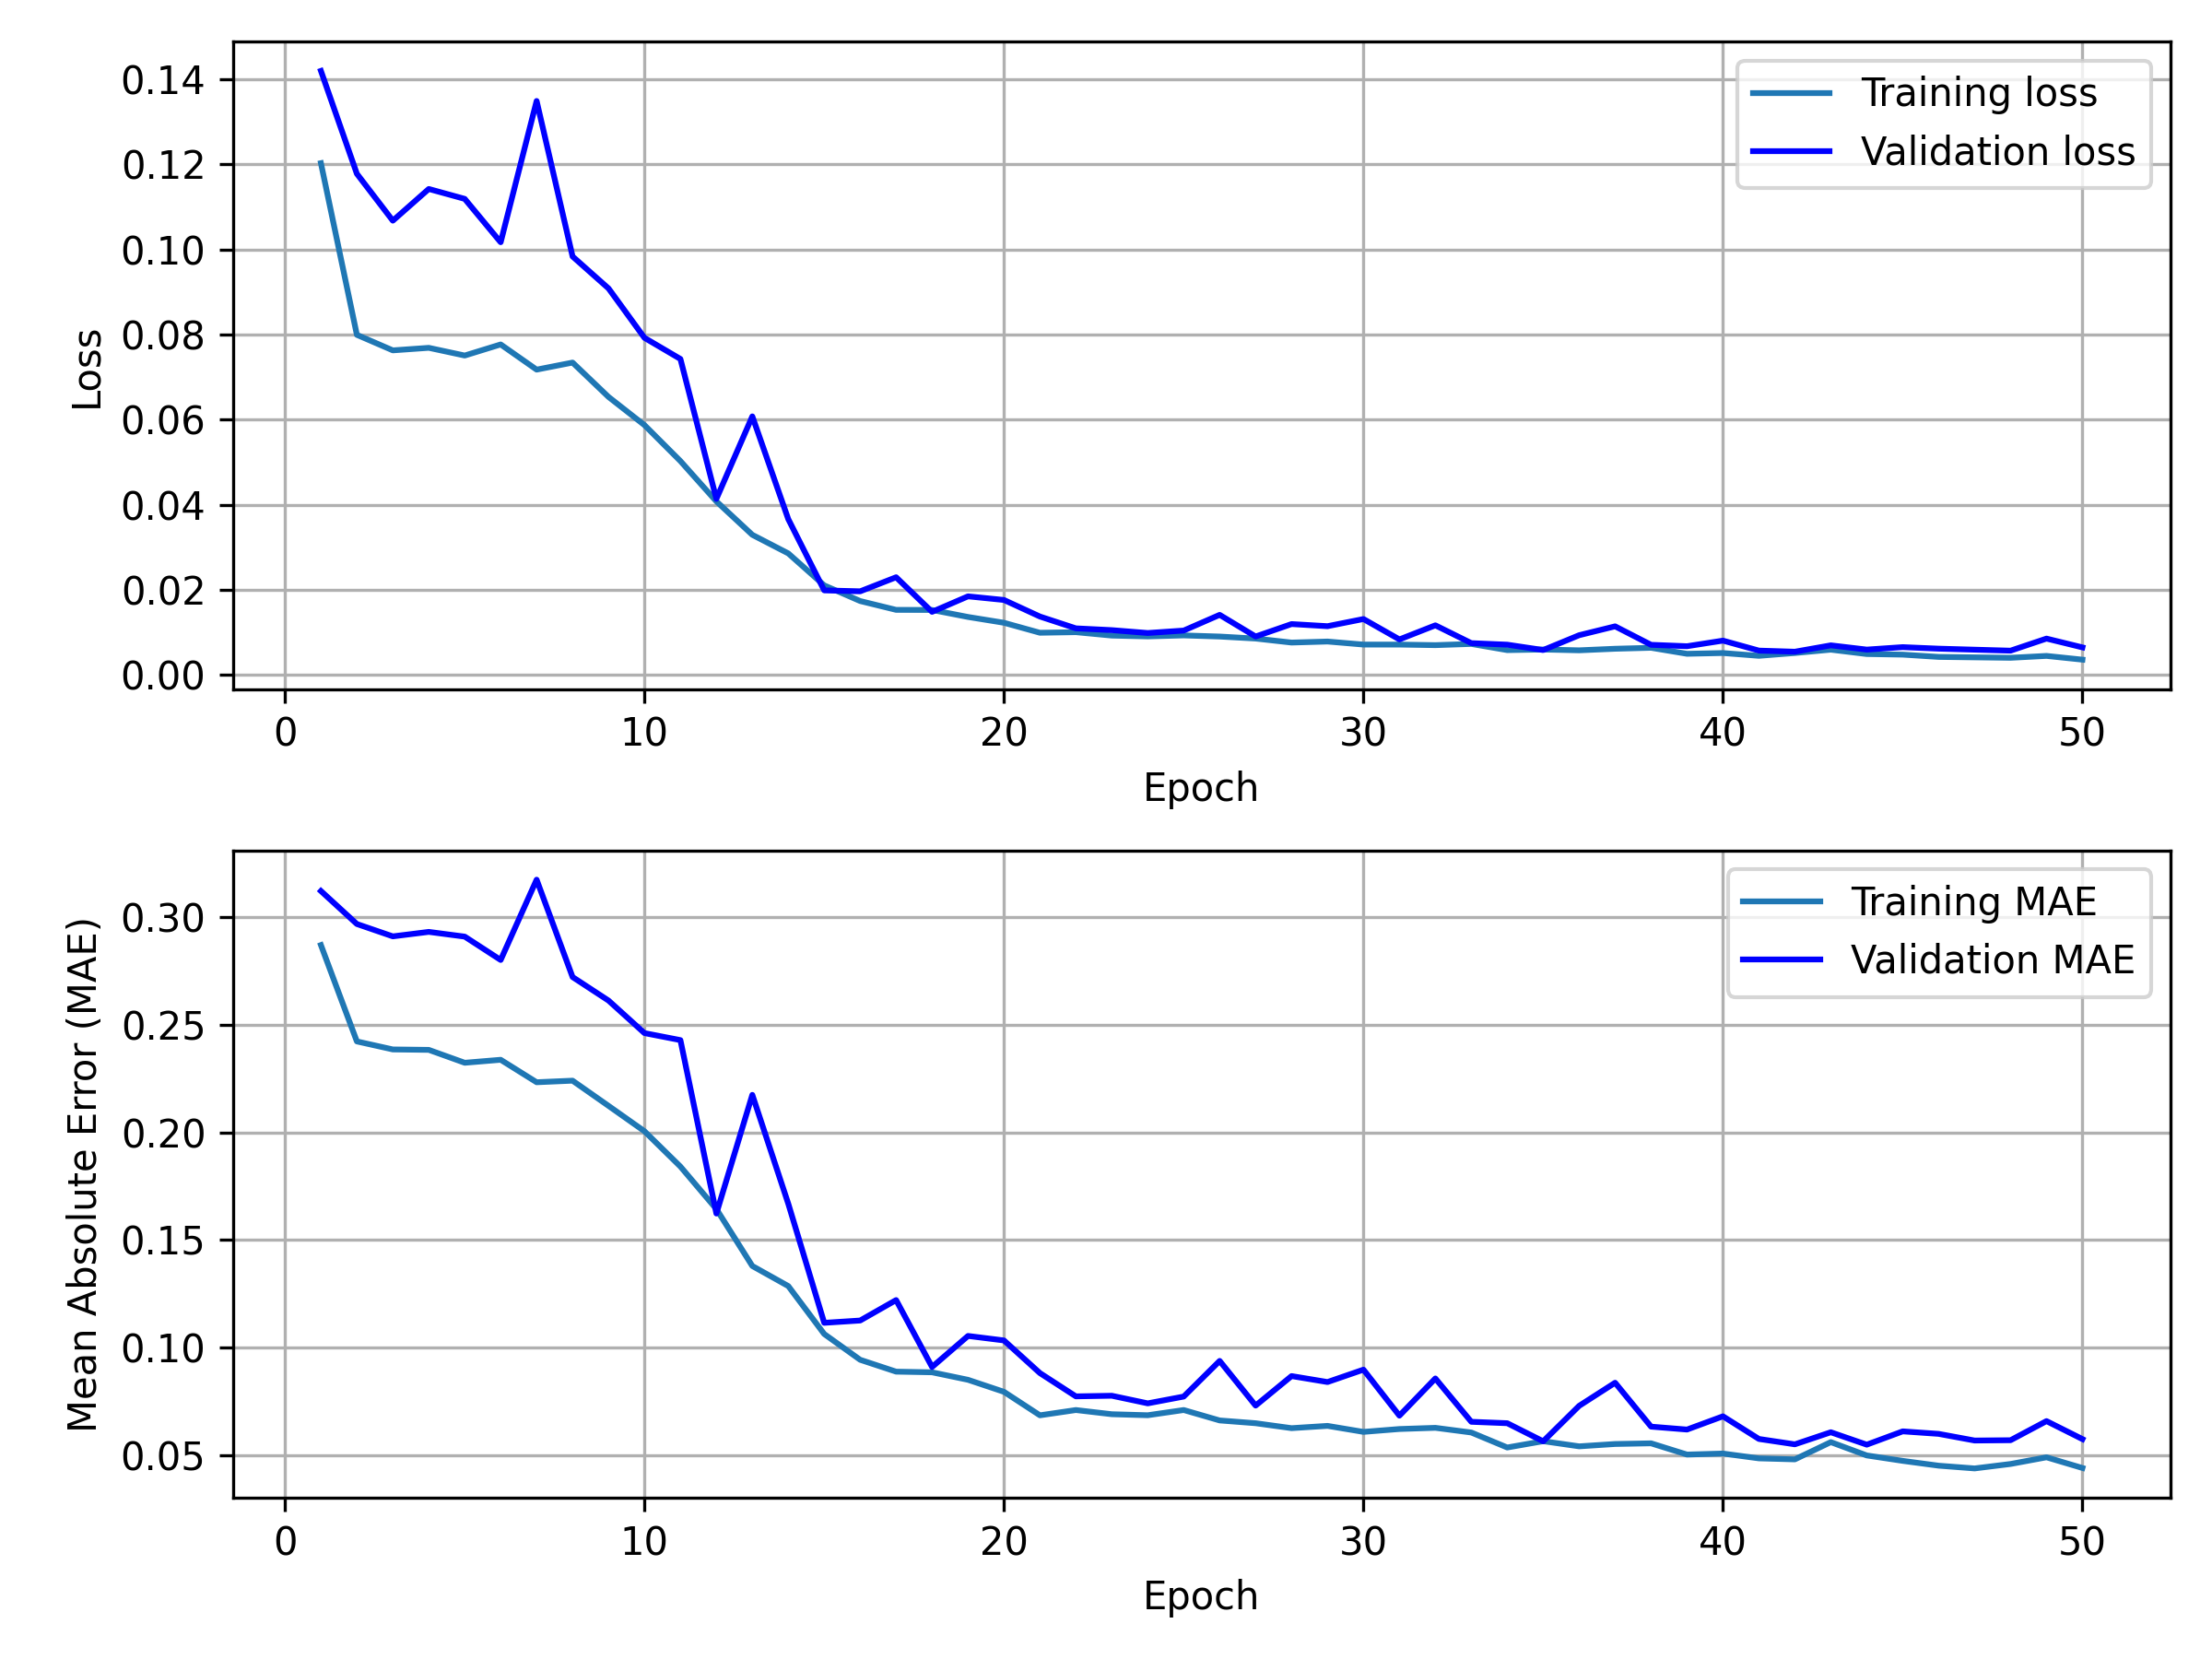 0.14
0.12
0.10
0.08
0.06
0.04
0.02
0.00
Loss
Training loss
Validation loss
0 10 20 30 40 50
Epoch
0.30
0.25
0.20
0.15
0.10
0.05
Mean Absolute Error (MAE)
Training MAE
Validation MAE
0 10 20 30 40 50
Epoch